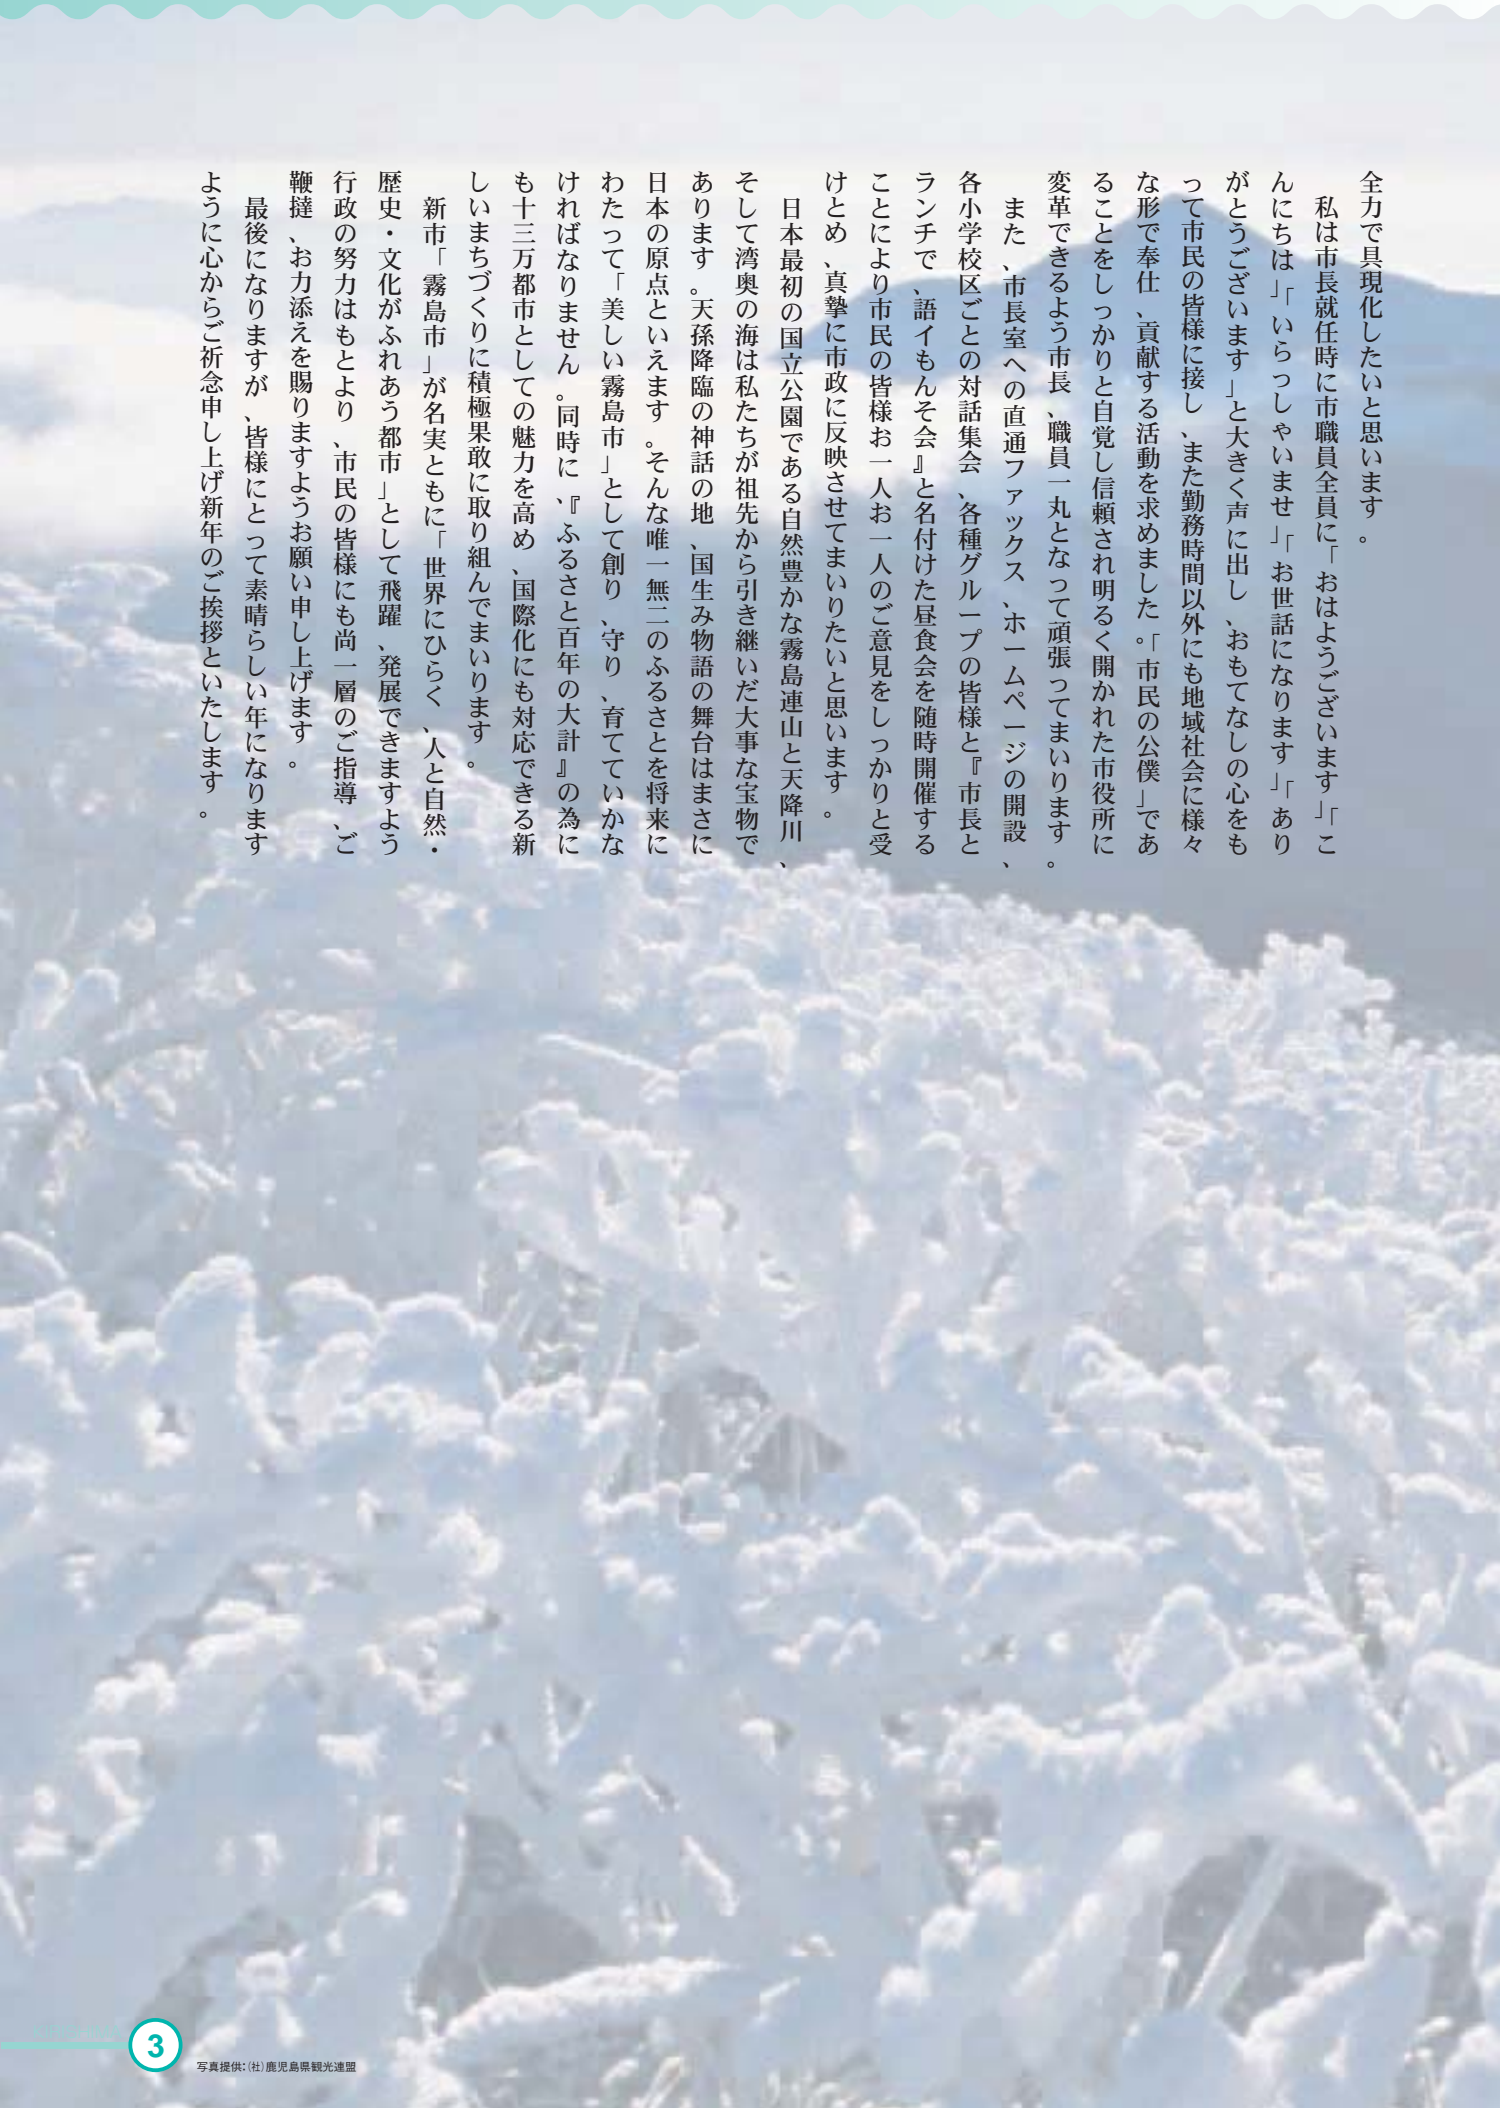 全力で具現化したいと思います。
私は市長就任時に市職員全員に「おはようございます」「こ
んにちは」「いらっしゃいませ」「お世話になります」「あり
がとうございます」と大きく声に出し、おもてなしの心をも
って市民の皆様に接し、また勤務時間以外にも地域社会に様々
な形で奉仕、貢献する活動を求めました。「市民の公僕」であ
ることをしっかりと自覚し信頼され明るく開かれた市役所に
変革できるよう市長、職員一丸となって頑張ってまいります。
また、市長室への直通ファックス、ホームページの開設、
各小学校区ごとの対話集会、各種グループの皆様と『市長と
ランチで、語イもんそ会』と名付けた昼食会を随時開催する
ことにより市民の皆様お一人お一人のご意見をしっかりと受
けとめ、真摯に市政に反映させてまいりたいと思います。
日本最初の国立公園である自然豊かな霧島連山と天降川、
そして湾奥の海は私たちが祖先から引き継いだ大事な宝物で
あります。天孫降臨の神話の地、国生み物語の舞台はまさに
日本の原点といえます。そんな唯一無二のふるさとを将来に
わたって「美しい霧島市」として創り、守り、育てていかな
ければなりません。同時に、『ふるさと百年の大計』の為に
も十三万都市としての魅力を高め、国際化にも対応できる新
しいまちづくりに積極果敢に取り組んでまいります。
新市「霧島市」が名実ともに「世界にひらく、人と自然・
歴史・文化がふれあう都市」として飛躍、発展できますよう
行政の努力はもとより、市民の皆様にも尚一層のご指導、ご
鞭撻、お力添えを賜りますようお願い申し上げます。
最後になりますが、皆様にとって素晴らしい年になります
ように心からご祈念申し上げ新年のご挨拶といたします。
3
写真提供:(社)鹿児島県観光連盟